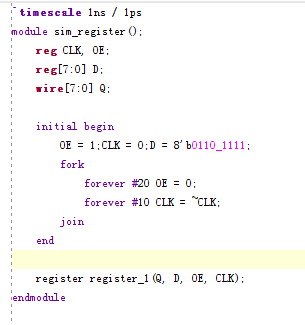 `timescale 1ns / 1ps
module sim_register();
reg CLK, OE;
reg[7:0] D;
wire[7:0] Q;
initial begin
OE = 1;CLK = 0;D = 8'b0110_1111;
fork
forever #20 OE = 0;
forever #10 CLK = ~CLK;
join
end
register register_1(Q, D, OE, CLK);
endmodule